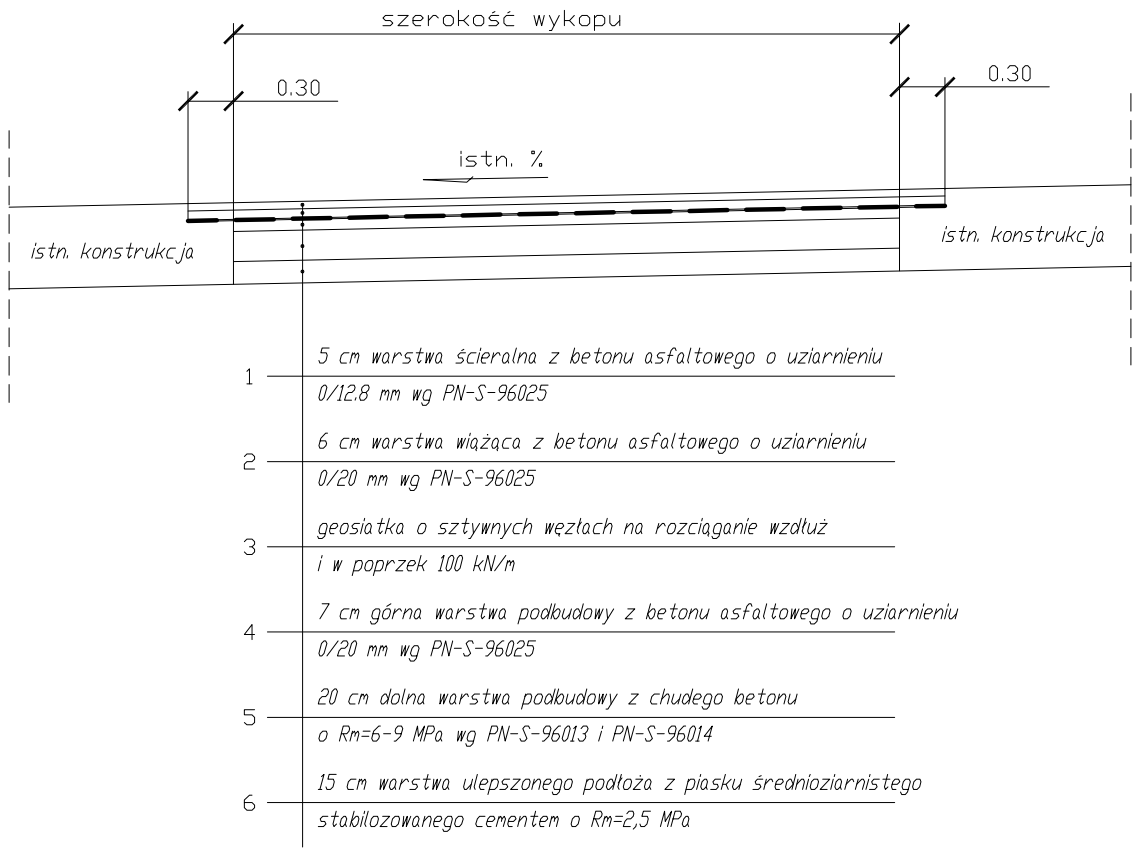 szerokość wykopu
0.30
0.30
istn. %
istn. konstrukcja
istn. konstrukcja
1
5 cm warstwa ścieralna z betonu asfaltowego o uziarnieniu
0/12.8 mm wg PN-S-96025
2
6 cm warstwa wiążąca z betonu asfaltowego o uziarnieniu
0/20 mm wg PN-S-96025
3
geosiatka o sztywnych węzłach na rozciąganie wzdłuż
i w poprzek 100 kN/m
4
7 cm górna warstwa podbudowy z betonu asfaltowego o uziarnieniu
0/20 mm wg PN-S-96025
5
20 cm dolna warstwa podbudowy z chudego betonu
o Rm=6-9 MPa wg PN-S-96013 i PN-S-96014
6
15 cm warstwa ulepszonego podłoża z piasku średnioziarnistego
stabilozowanego cementem o Rm=2,5 MPa